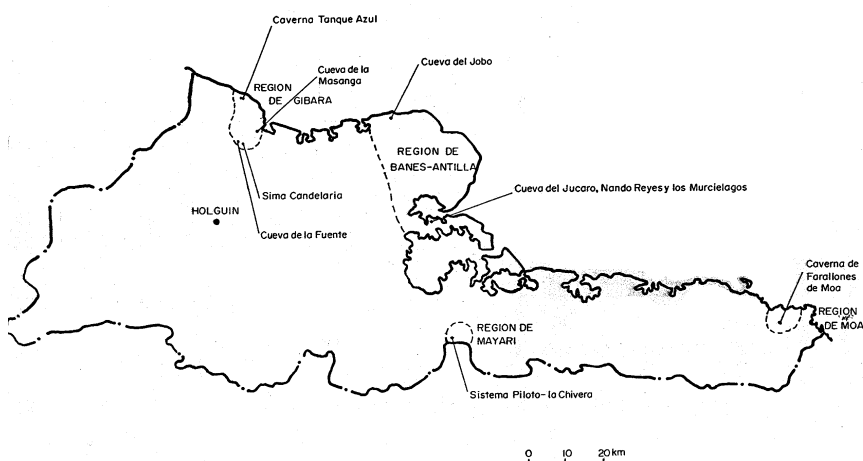 Caverna Tanque Azul
Cueva de la
Masanga
REGION
DE GIBARA
Cueva del Jobo
REGION DE
BANES-ANTILLA
Sima Candelaria
Cueva del Jucaro, Nando Reyes y los Murcielagos
HOLGUIN
Cueva de la Fuente
Caverna de
Farallones
de Moa
REGION
DE MOA
REGION DE
MAYARI
Sistema Piloto-la Chivera
0 10 20km